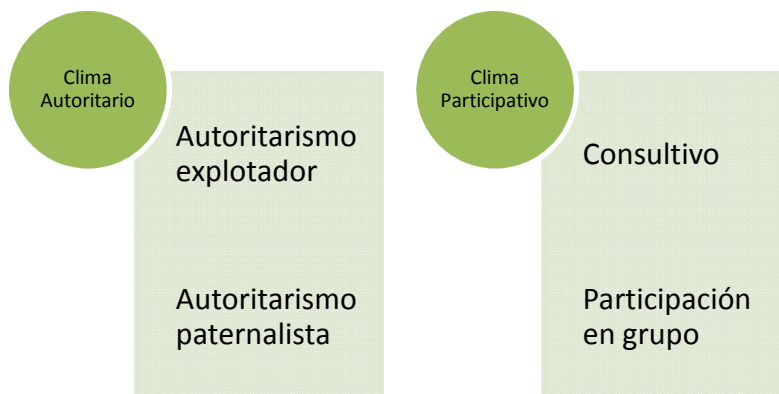 Clima
Autoritario
Autoritarismo
explotador
Autoritarismo
paternalista
Clima
Participativo
Consultivo
Participación
en grupo